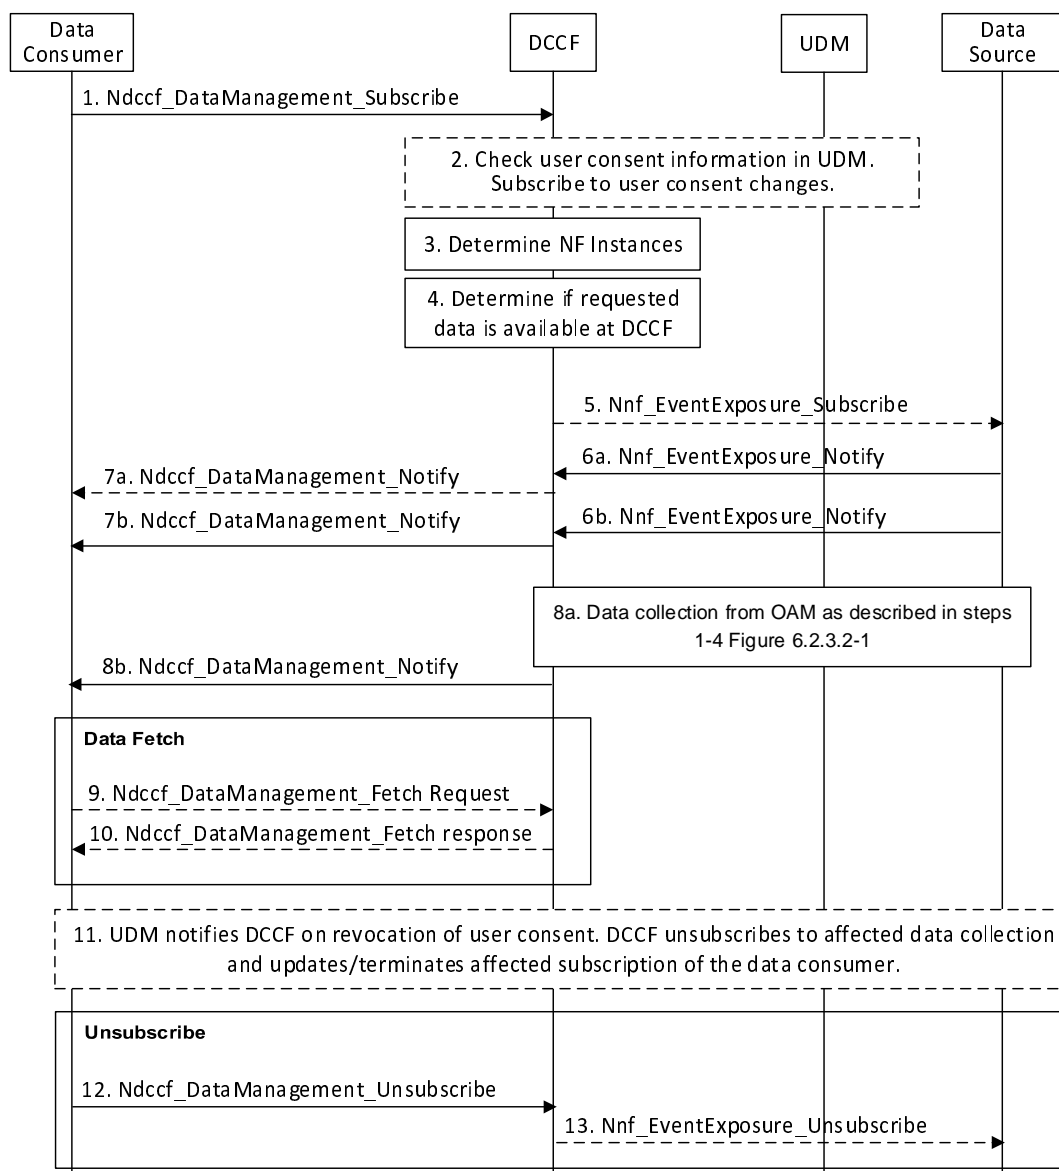 Data
Consumer
DCCF
UDM
Data
Source
1. Ndccf_DataManagement_Subscribe
2. Check user consent information in UDM.
Subscribe to user consent changes.
3. Determine NF Instances
4. Determine if requested
data is available at DCCF
5. Nnf_EventExposure_Subscribe
6a. Nnf_EventExposure_Notify
7a. Ndccf_DataManagement_Notify
6b. Nnf_EventExposure_Notify
7b. Ndccf_DataManagement_Notify
8a. Data collection from OAM as described in steps
1-4 Figure 6.2.3.2-1
8b. Ndccf_DataManagement_Notify
Data Fetch
9. Ndccf_DataManagement_Fetch Request
10. Ndccf_DataManagement_Fetch response
11. UDM notifies DCCF on revocation of user consent. DCCF unsubscribes to affected data collection
and updates/terminates affected subscription of the data consumer.
Unsubscribe
12. Ndccf_DataManagement_Unsubscribe
13. Nnf_EventExposure_Unsubscribe